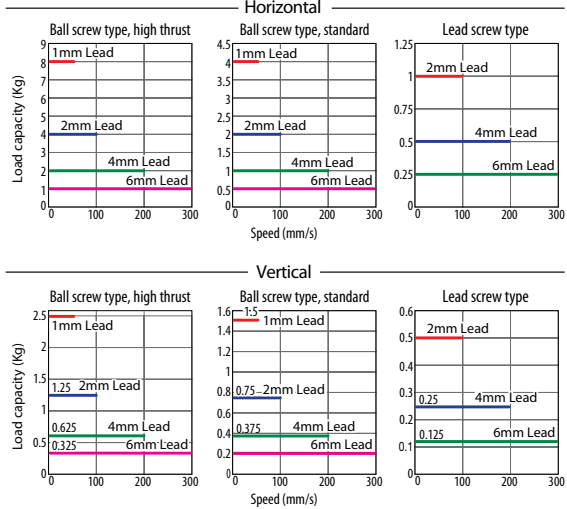 Horizontal
Ball screw type, high thrust
Ball screw type, standard
Lead screw type
Load capacity (Kg)
9
8
7
6
5
4
3
2
1
0
1mm Lead
2mm Lead
4mm Lead
6mm Lead
0 100 200 300
4.5
4
3.5
3
2.5
2
1.5
1
0.5
0
1mm Lead
2mm Lead
4mm Lead
6mm Lead
0 100 200 300
1.25
1
0.75
0.5
0.25
0
2mm Lead
4mm Lead
6mm Lead
0 100 200 300
Speed (mm/s)
Vertical
Ball screw type, high thrust
Ball screw type, standard
Lead screw type
Load capacity (Kg)
2.5
2
1.5
1
0.5
0
1mm Lead
1.25 2mm Lead
0.625 4mm Lead
0.325 6mm Lead
0 100 200 300
1.6
1.4
1.2
1
0.8
0.6
0.4
0.2
0
1.5 1mm Lead
0.75 2mm Lead
0.375 4mm Lead
6mm Lead
0 100 200 300
0.6
0.5
0.4
0.3
0.2
0.1
0
2mm Lead
0.25 4mm Lead
0.125 6mm Lead
0 100 200 300
Speed (mm/s)